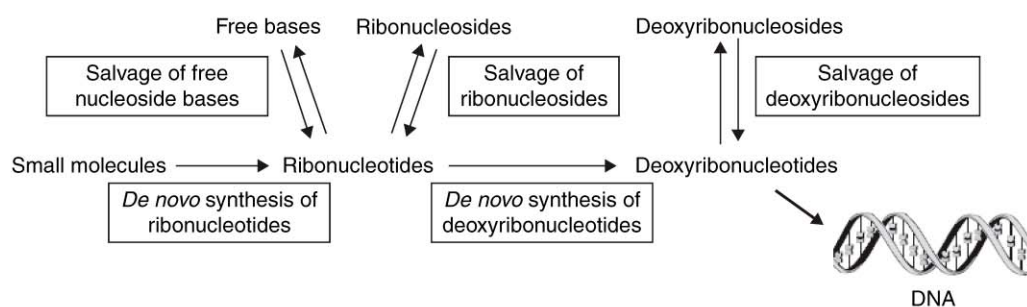 Free bases
Ribonucleosides
Deoxyribonucleosides
Salvage of free
nucleoside bases
Salvage of
ribonucleosides
Salvage of
deoxyribonucleosides
Small molecules
Ribonucleotides
Deoxyribonucleotides
De novo synthesis of
ribonucleotides
De novo synthesis of
deoxyribonucleotides
DNA